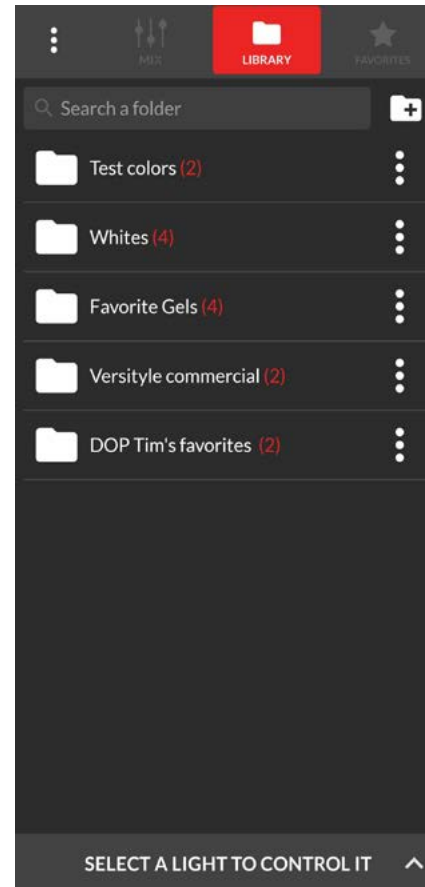 MIX
LIBRARY
FAVORITES
Search a folder
Test colors (2)
Whites (4)
Favorite Gels (4)
Versityle commercial (2)
DOP Tim's favorites (2)
SELECT A LIGHT TO CONTROL IT